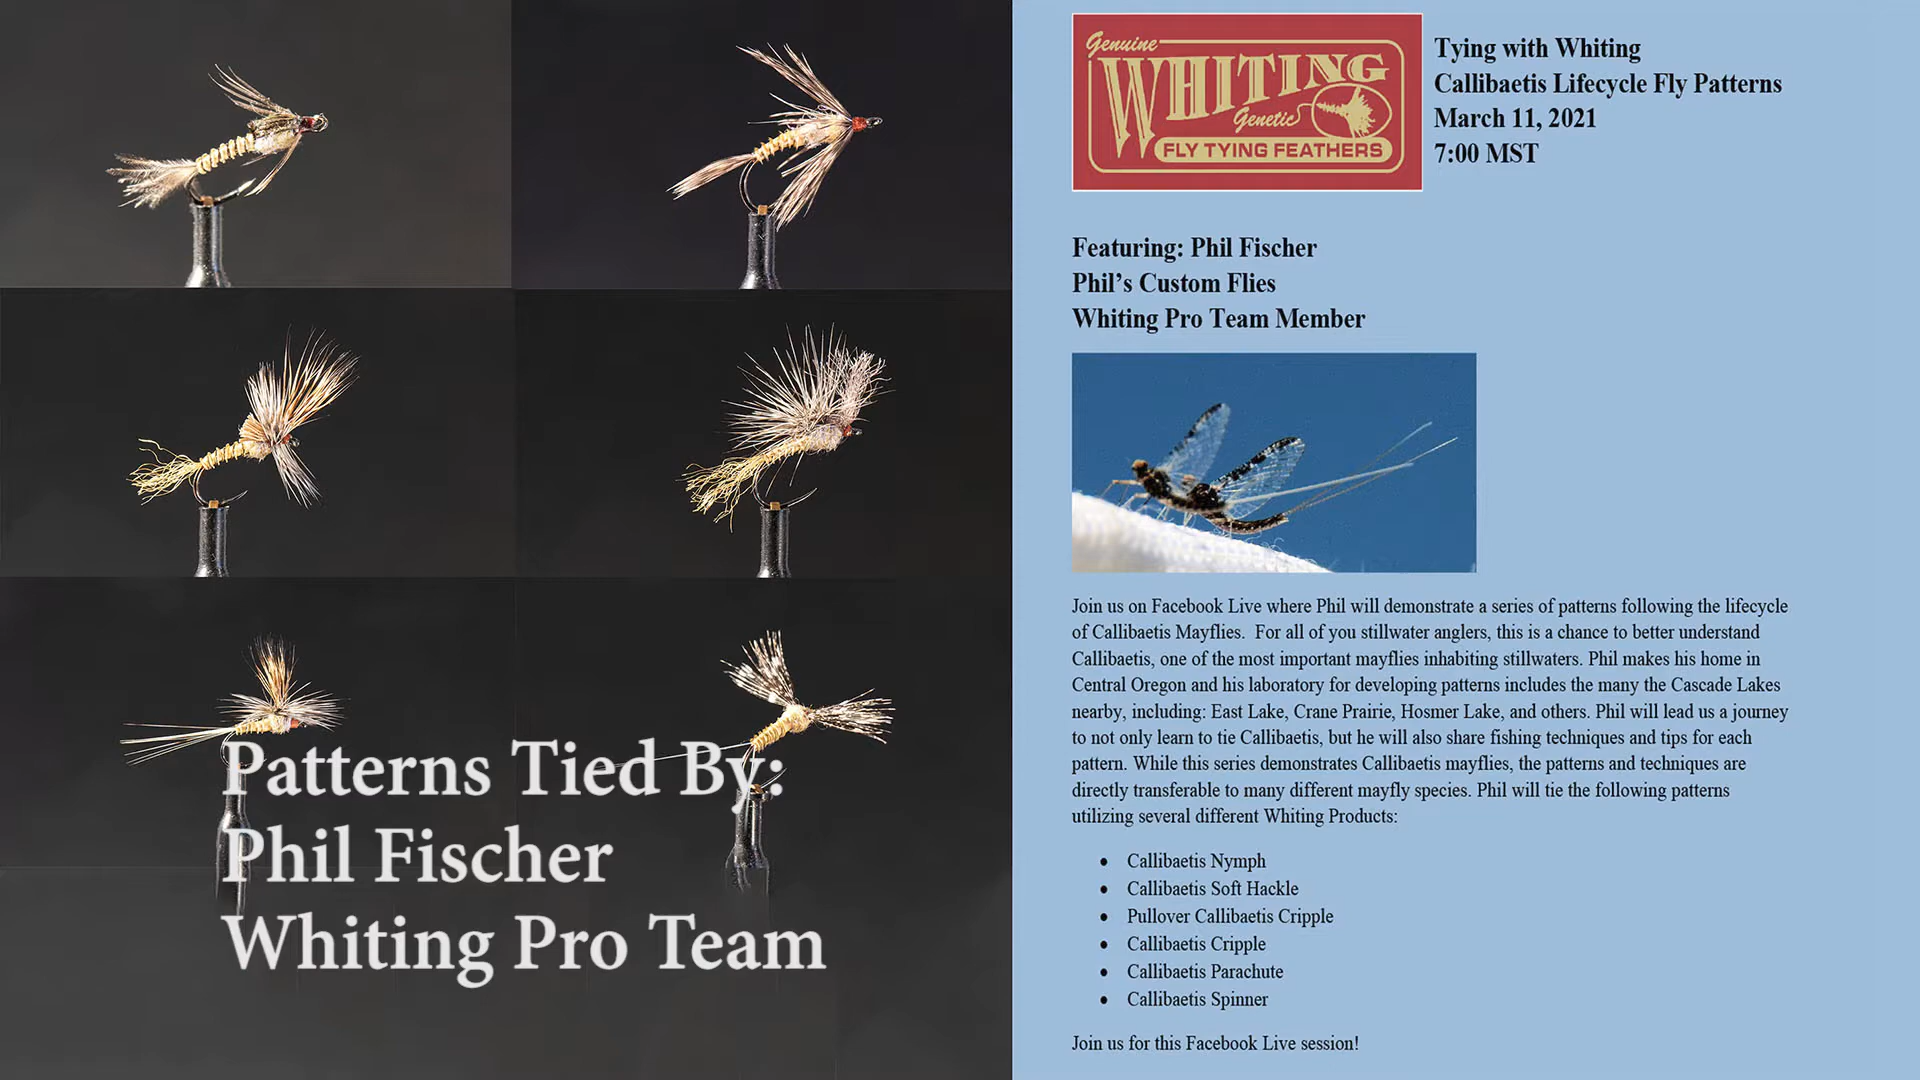 Patterns Tied By:
Phil Fischer
Whiting Pro Team
Genuine
WHITING
Genetic
FLY TYING FEATHERS
Tying with Whiting
Callibaetis Lifecycle Fly Patterns
March 11, 2021
7:00 MST
Featuring: Phil Fischer
Phil’s Custom Flies
Whiting Pro Team Member
Join us on Facebook Live where Phil will demonstrate a series of patterns following the lifecycle
of Callibaetis Mayflies.  For all of you stillwater anglers, this is a chance to better understand
Callibaetis, one of the most important mayflies inhabiting stillwaters. Phil makes his home in
Central Oregon and his laboratory for developing patterns includes the many the Cascade Lakes
nearby, including: East Lake, Crane Prairie, Hosmer Lake, and others. Phil will lead us a journey
to not only learn to tie Callibaetis, but he will also share fishing techniques and tips for each
pattern. While this series demonstrates Callibaetis mayflies, the patterns and techniques are
directly transferable to many different mayfly species. Phil will tie the following patterns
utilizing several different Whiting Products:
• Callibaetis Nymph
• Callibaetis Soft Hackle
• Pullover Callibaetis Cripple
• Callibaetis Cripple
• Callibaetis Parachute
• Callibaetis Spinner
Join us for this Facebook Live session!